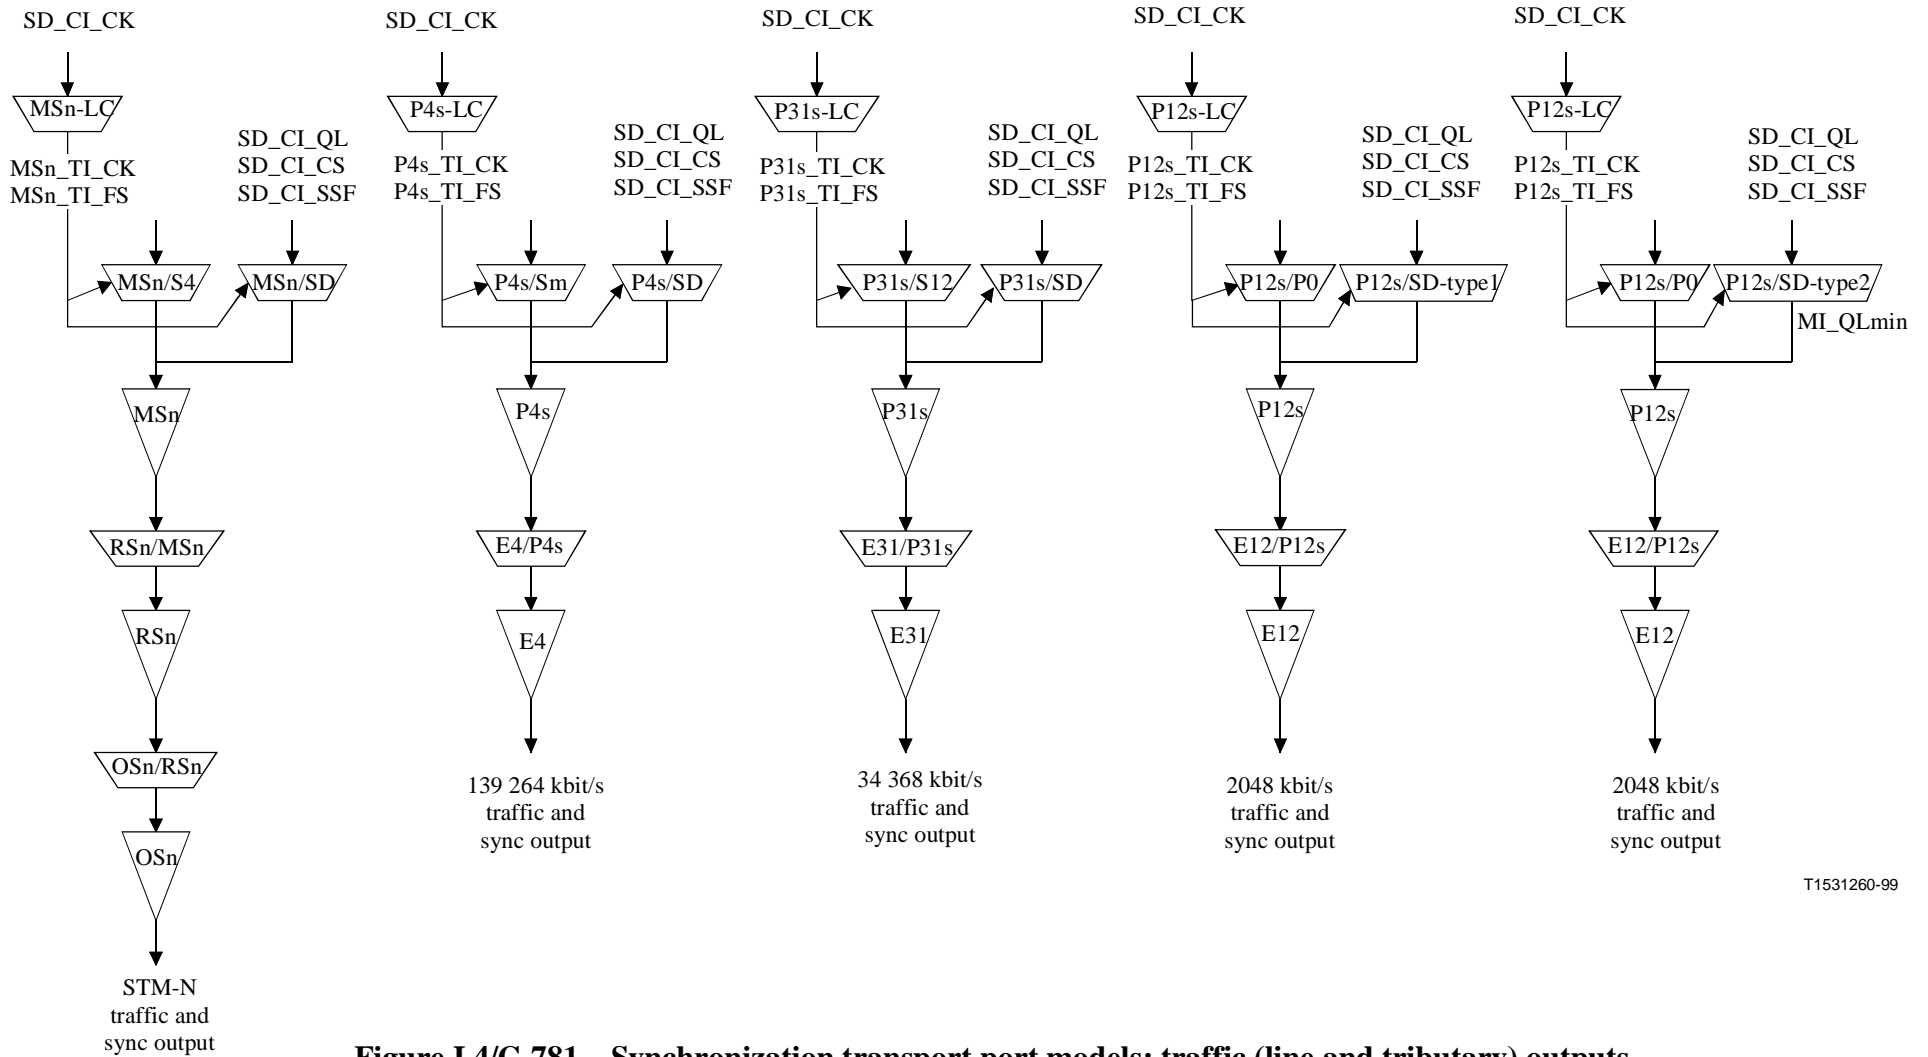 SD_CI_CK
SD_CI_CK
SD_CI_CK
SD_CI_CK
SD_CI_CK
MSn-LC
P4s-LC
P31s-LC
P12s-LC
P12s-LC
MSn_TI_CK
MSn_TI_FS
SD_CI_QL
SD_CI_CS
SD_CI_SSF
P4s_TI_CK
P4s_TI_FS
SD_CI_QL
SD_CI_CS
SD_CI_SSF
P31s_TI_CK
P31s_TI_FS
SD_CI_QL
SD_CI_CS
SD_CI_SSF
P12s_TI_CK
P12s_TI_FS
SD_CI_QL
SD_CI_CS
SD_CI_SSF
P12s_TI_CK
P12s_TI_FS
SD_CI_QL
SD_CI_CS
SD_CI_SSF
MSn/S4
MSn/SD
P4s/Sm
P4s/SD
P31s/S12
P31s/SD
P12s/P0
P12s/SD-type1
P12s/P0
P12s/SD-type2
MI_QLmin
MSn
P4s
P31s
P12s
P12s
RSn/MSn
E4/P4s
E31/P31s
E12/P12s
E12/P12s
RSn
E4
E31
E12
E12
OSn/RSn
139 264 kbit/s
traffic and
sync output
34 368 kbit/s
traffic and
sync output
2048 kbit/s
traffic and
sync output
2048 kbit/s
traffic and
sync output
OSn
T1531260-99
STM-N
traffic and
sync output
Figure I.4/G.781 – Synchronization transport port models: traffic (line and tributary) outputs